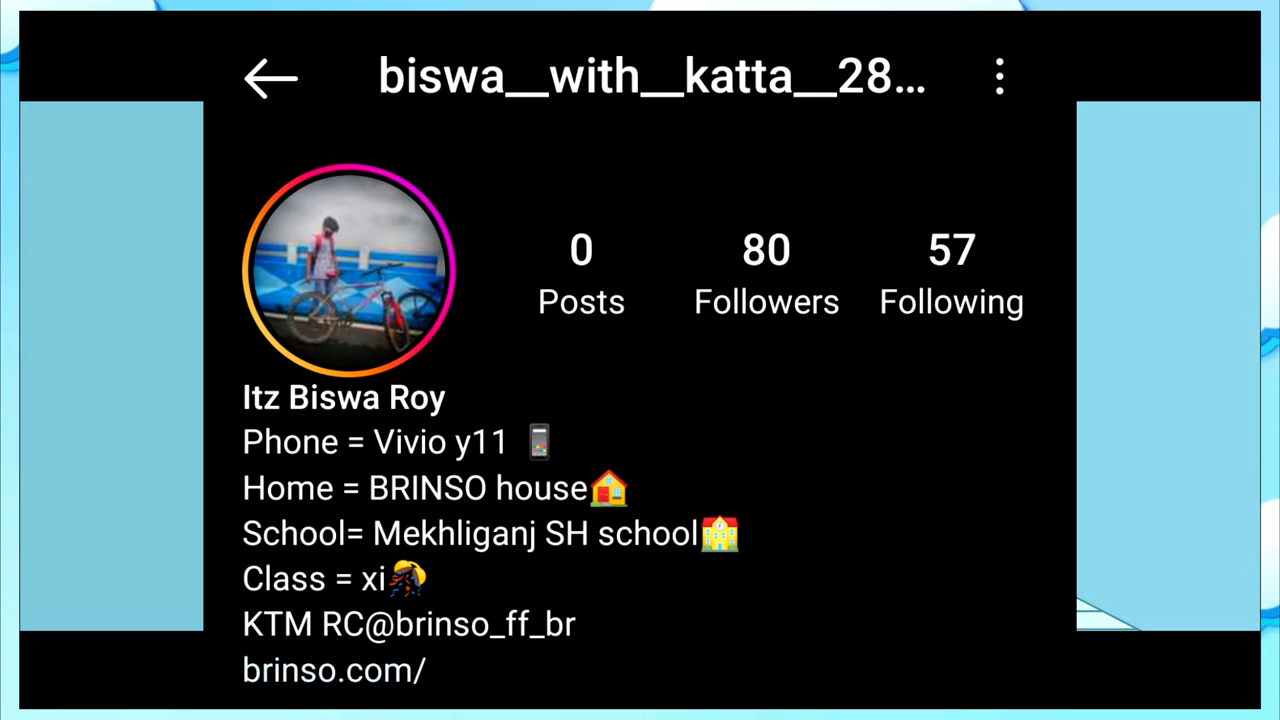 biswa__with__katta__28...
0 80 57
Posts Followers Following
Itz Biswa Roy
Phone = Vivio y11 📱
Home = BRINSO house🏠
School= Mekhliganj SH school🏫
Class = xi🎊
KTM RC@brinso_ff_br
brinso.com/